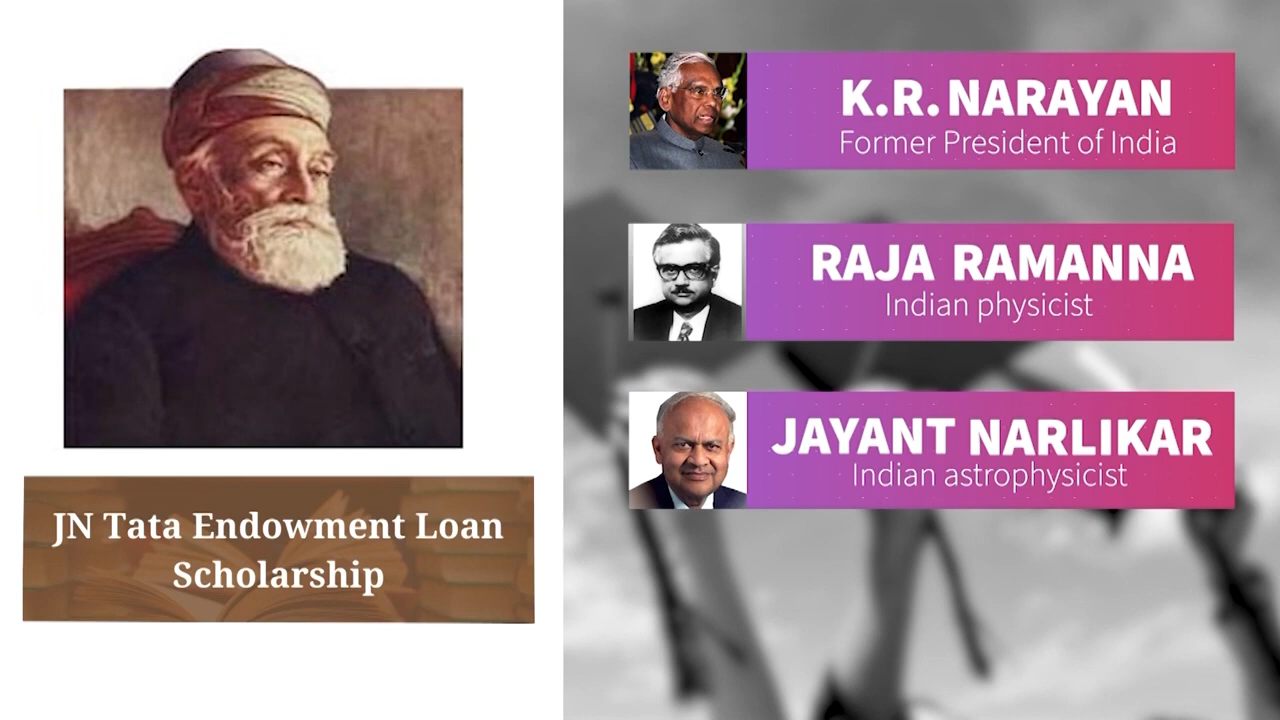 JN Tata Endowment Loan
Scholarship
K.R. NARAYAN
Former President of India
RAJA RAMANNA
Indian physicist
JAYANT NARLIKAR
Indian astrophysicist